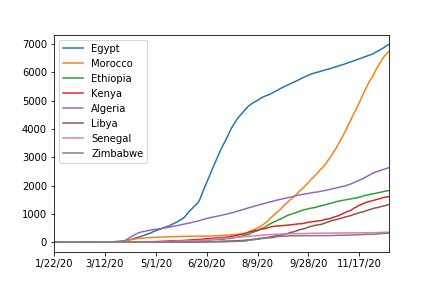 7000
6000
5000
4000
3000
2000
1000
0
Egypt
Morocco
Ethiopia
Kenya
Algeria
Libya
Senegal
Zimbabwe
1/22/20 3/12/20 5/1/20 6/20/20 8/9/20 9/28/20 11/17/20